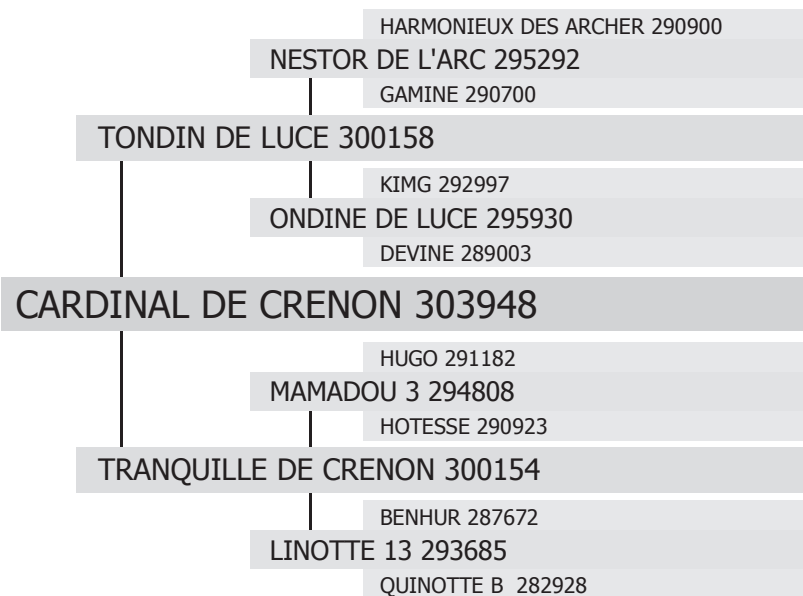 HARMONIEUX DES ARCHER 290900
NESTOR DE L'ARC 295292
GAMINE 290700
TONDIN DE LUCE 300158
KIMG 292997
ONDINE DE LUCE 295930
DEVINE 289003
CARDINAL DE CRENON 303948
HUGO 291182
MAMADOU 3 294808
HOTESSE 290923
TRANQUILLE DE CRENON 300154
BENHUR 287672
LINOTTE 13 293685
QUINOTTE B 282928